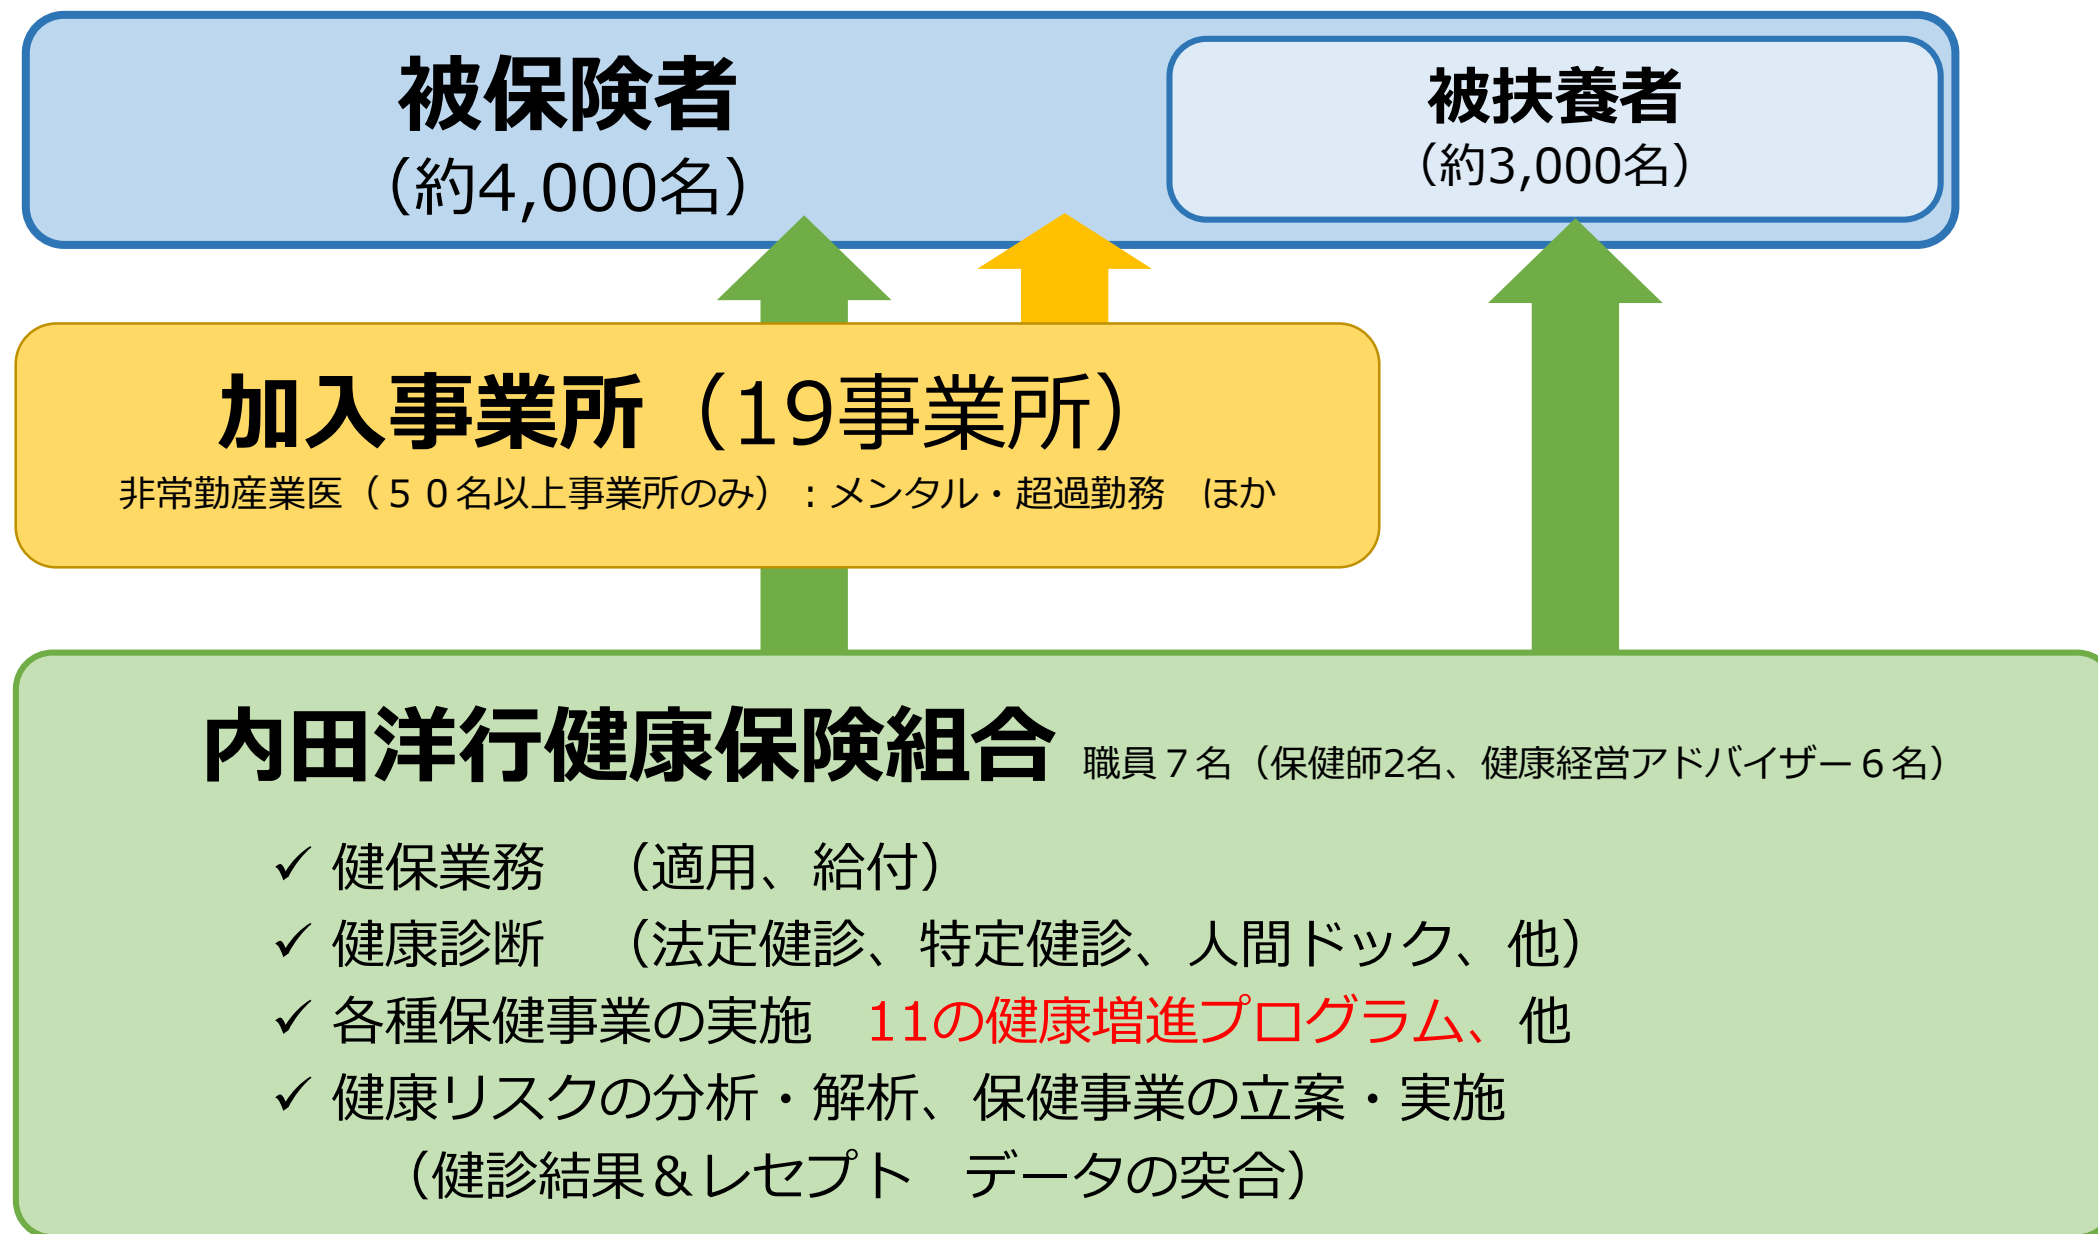 被保険者
（約4,000名）
被扶養者
（約3,000名）
加入事業所（19事業所）
非常勤産業医（５０名以上事業所のみ）：メンタル・超過勤務　ほか
内田洋行健康保険組合 職員７名（保健師2名、健康経営アドバイザー６名）
✓ 健保業務　（適用、給付）
✓ 健康診断　（法定健診、特定健診、人間ドック、他）
✓ 各種保健事業の実施　11の健康増進プログラム、他
✓ 健康リスクの分析・解析、保健事業の立案・実施
（健診結果＆レセプト　データの突合）